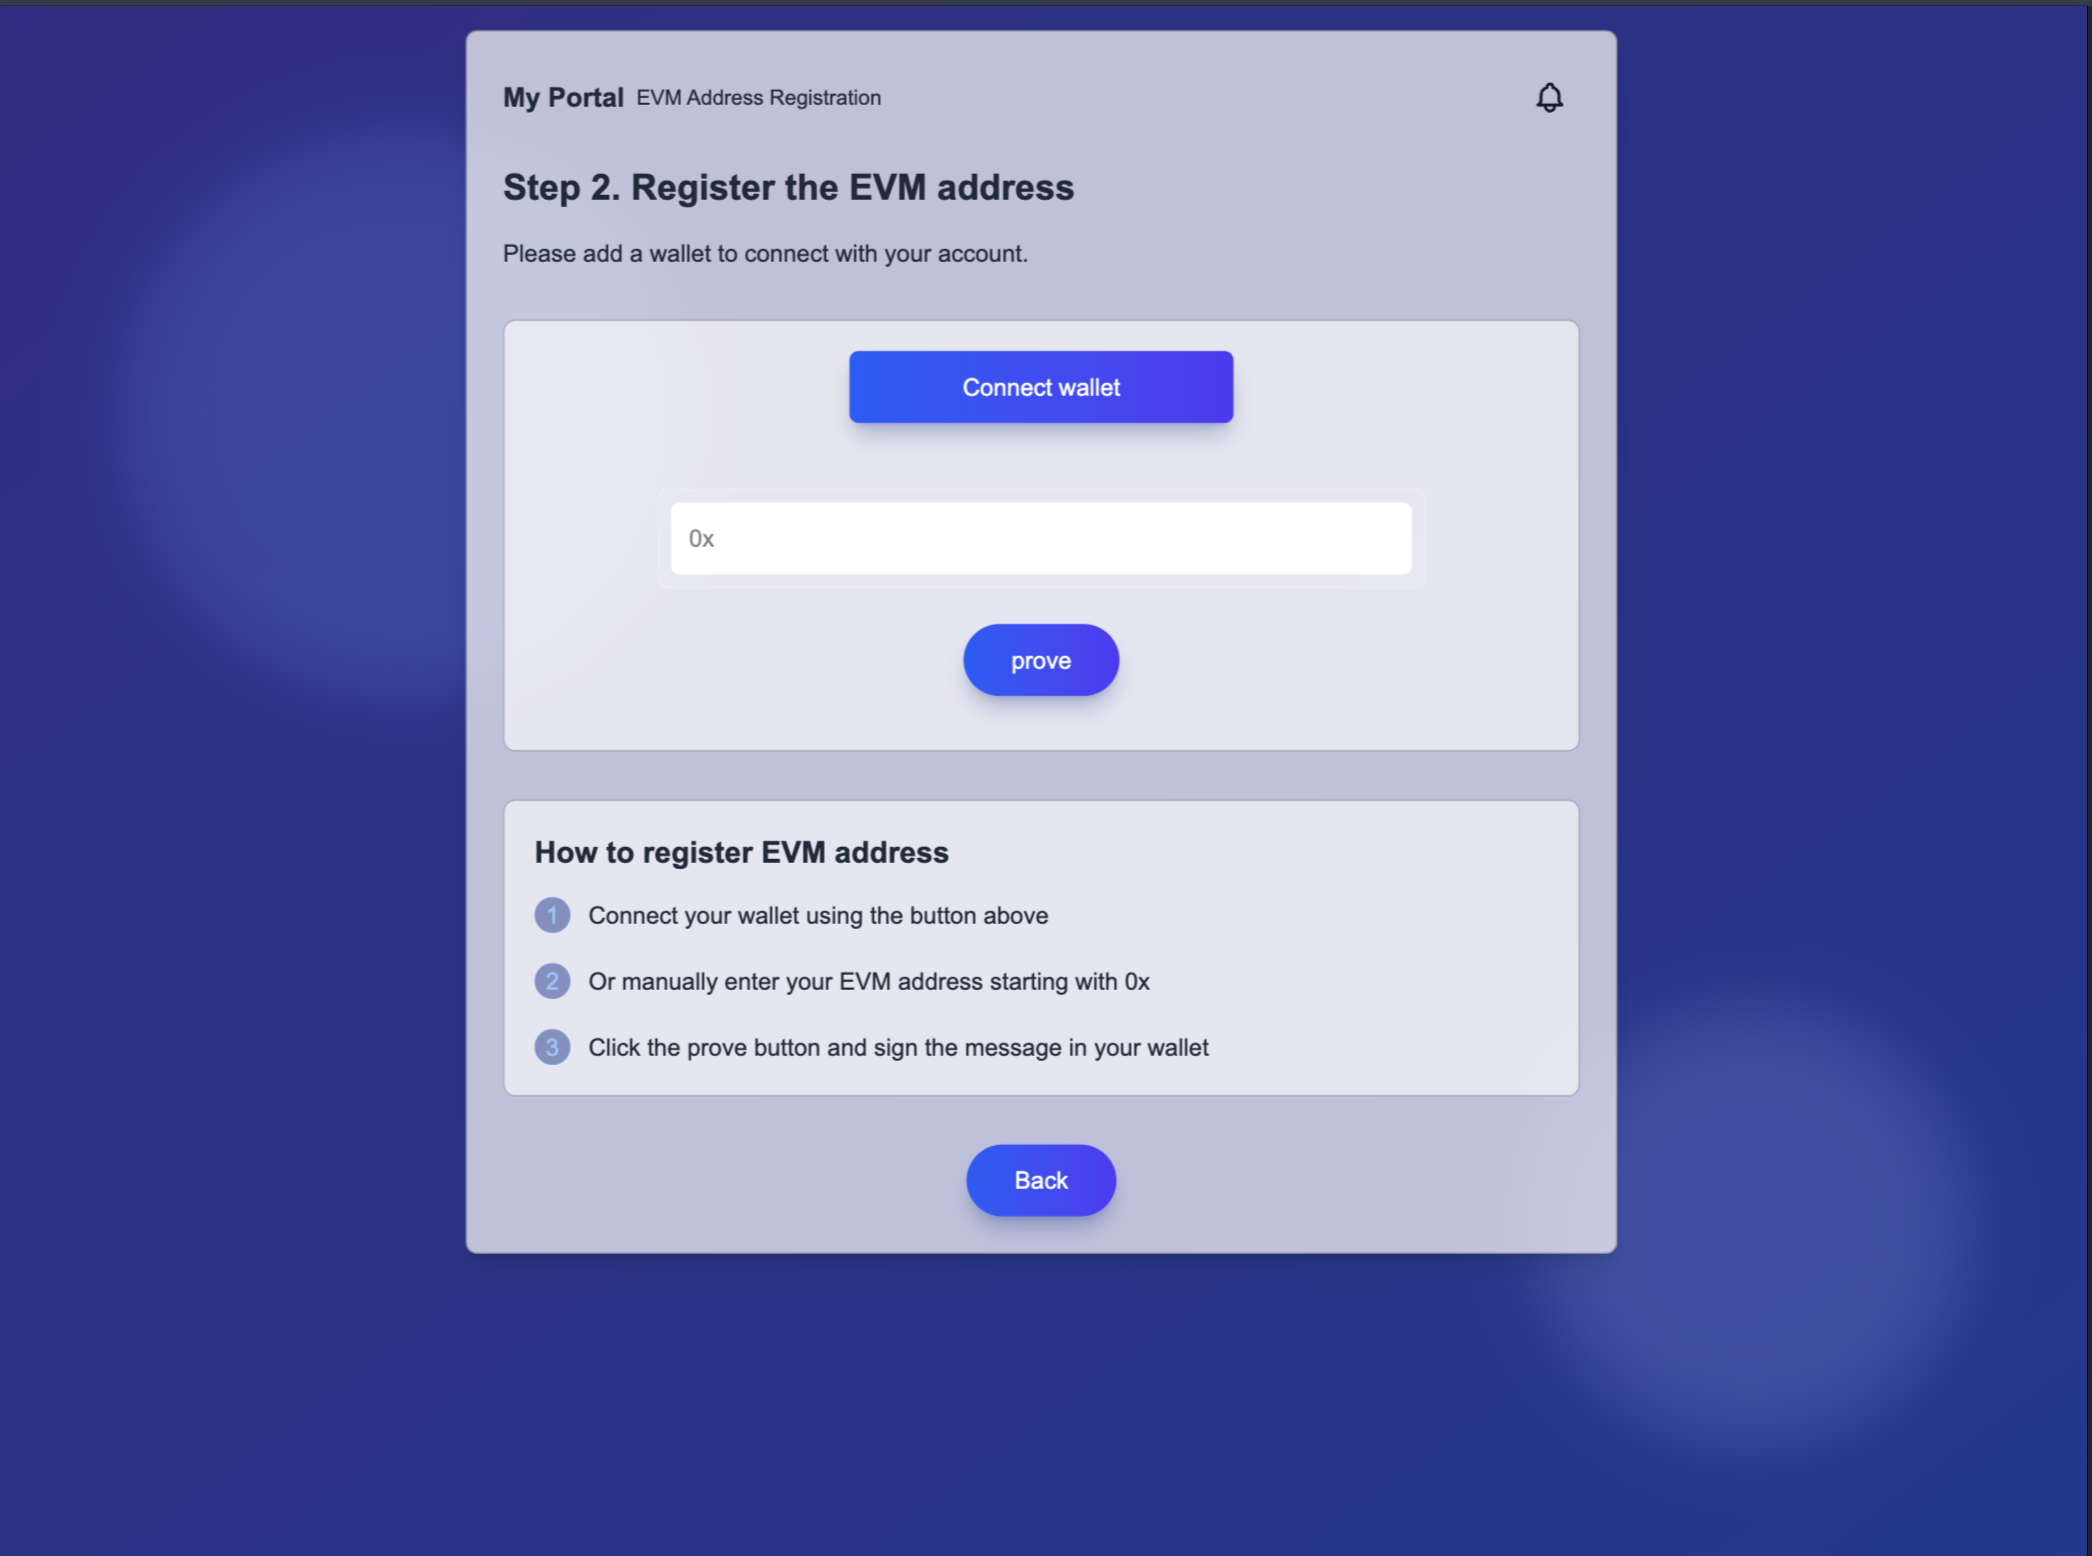 My Portal EVM Address Registration
Step 2. Register the EVM address
Please add a wallet to connect with your account.
Connect wallet
0x
prove
How to register EVM address
1 Connect your wallet using the button above
2 Or manually enter your EVM address starting with 0x
3 Click the prove button and sign the message in your wallet
Back